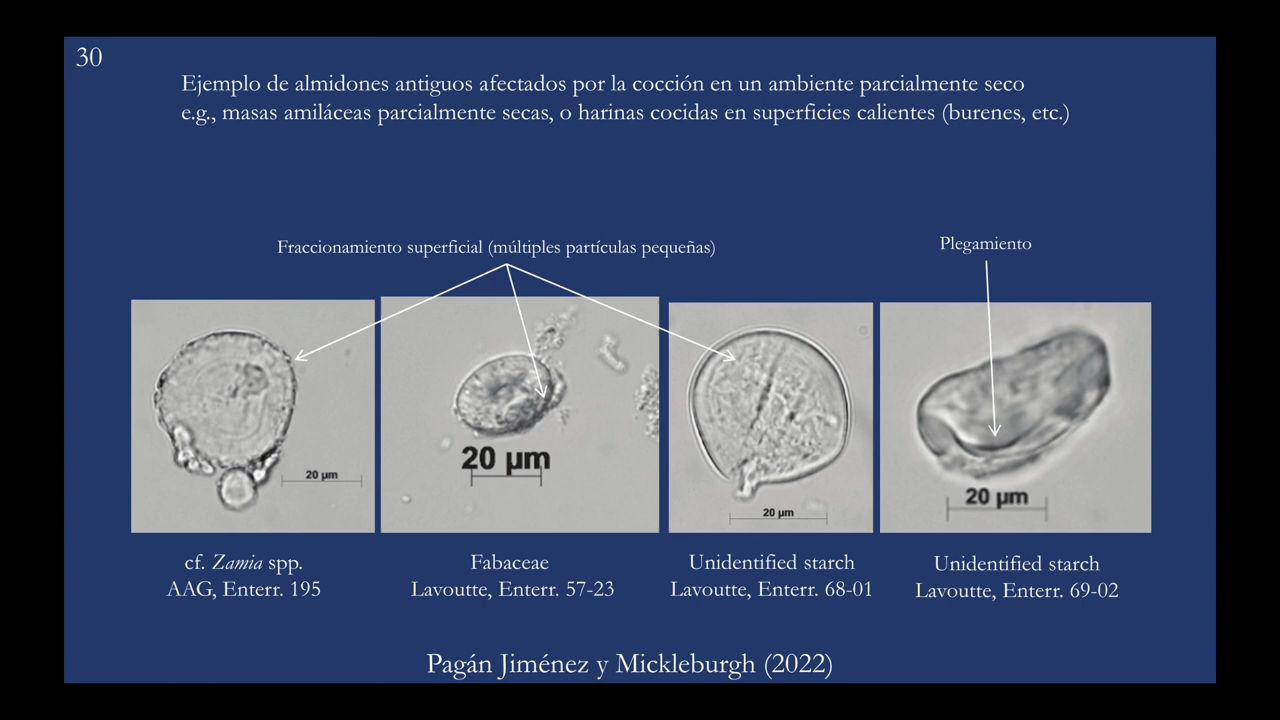 30
Ejemplo de almidones antiguos afectados por la cocción en un ambiente parcialmente seco
e.g., masas amiláceas parcialmente secas, o harinas cocidas en superficies calientes (burenes, etc.)
Fraccionamiento superficial (múltiples partículas pequeñas)
Plegamiento
20 µm
20 µm
20 µm
20 µm
cf. Zamia spp.
AAG, Enterr. 195
Fabaceae
Lavoutte, Enterr. 57-23
Unidentified starch
Lavoutte, Enterr. 68-01
Unidentified starch
Lavoutte, Enterr. 69-02
Pagán Jiménez y Mickleburgh (2022)